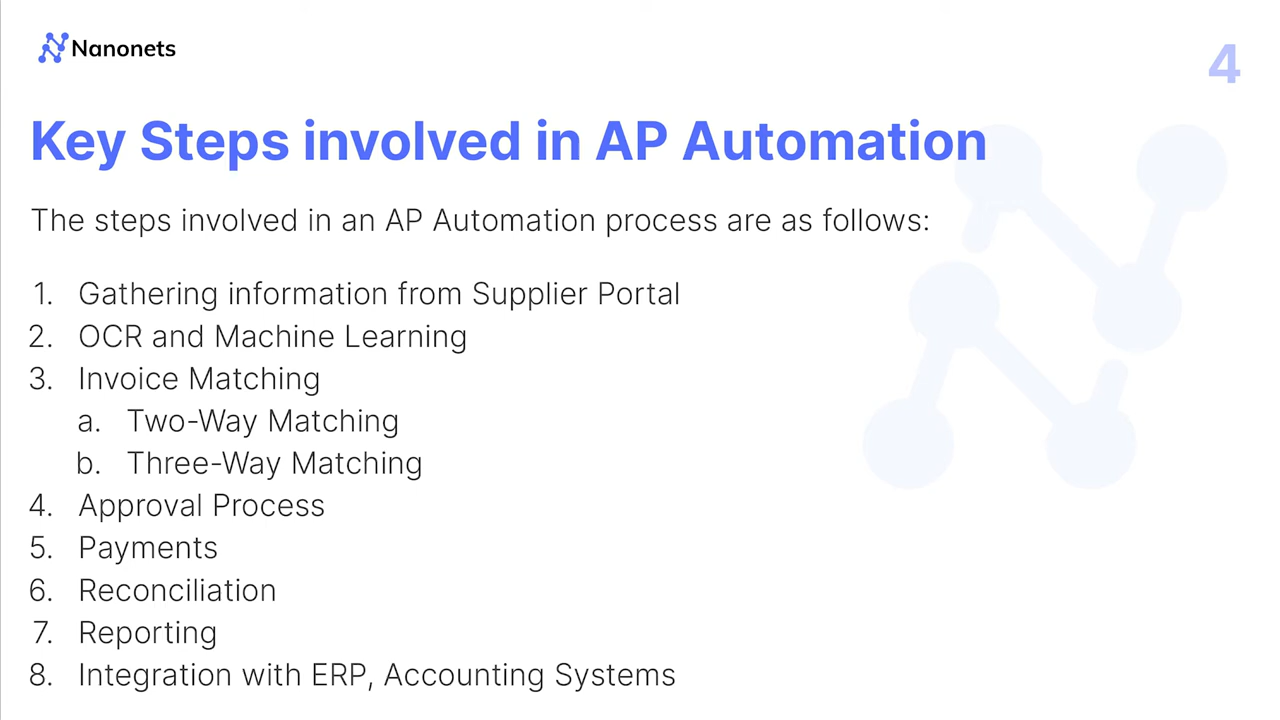 Nanonets
4
Key Steps involved in AP Automation
The steps involved in an AP Automation process are as follows:
1. Gathering information from Supplier Portal
2. OCR and Machine Learning
3. Invoice Matching
a. Two-Way Matching
b. Three-Way Matching
4. Approval Process
5. Payments
6. Reconciliation
7. Reporting
8. Integration with ERP, Accounting Systems